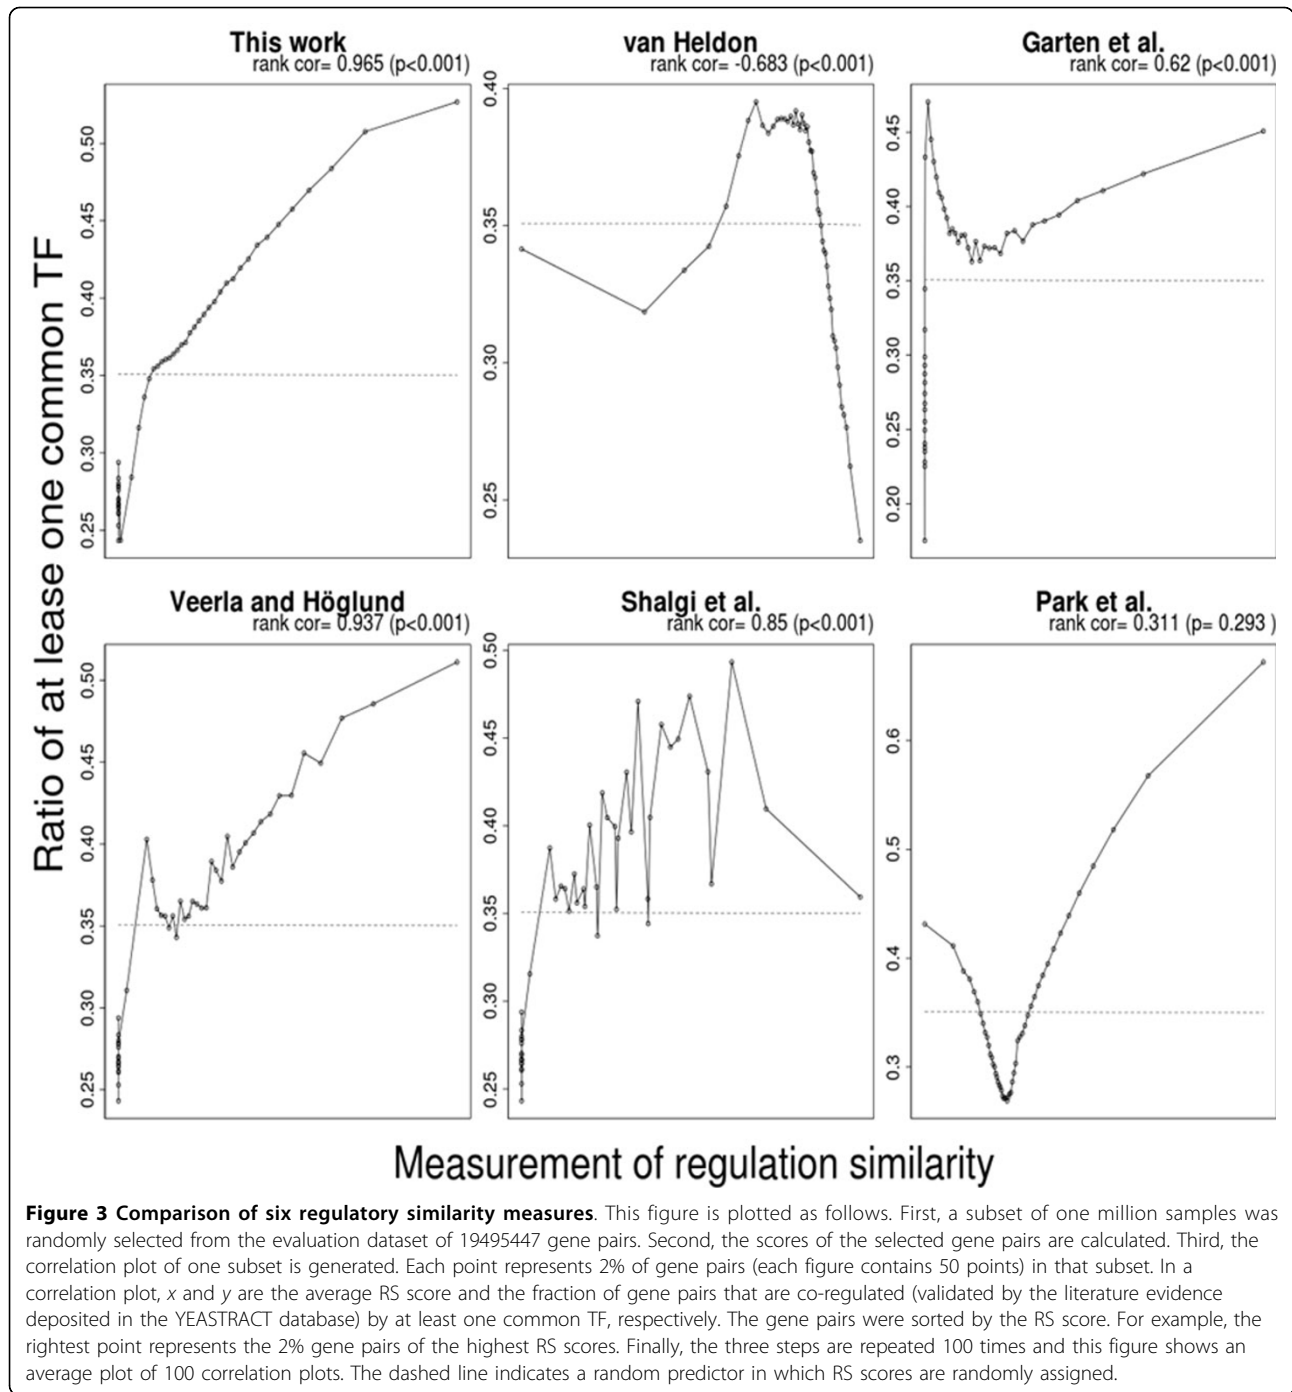 This work
rank cor= 0.965 (p<0.001)
van Heldon
rank cor= -0.683 (p<0.001)
Garten et al.
rank cor= 0.62 (p<0.001)
0.25 0.30 0.35 0.40 0.45 0.50
0.25 0.30 0.35 0.40
0.20 0.25 0.30 0.35 0.40 0.45
Ratio of at lease one common TF
Veerla and Höglund
rank cor= 0.937 (p<0.001)
Shalgi et al.
rank cor= 0.85 (p<0.001)
Park et al.
rank cor= 0.311 (p= 0.293 )
0.25 0.30 0.35 0.40 0.45 0.50
0.25 0.30 0.35 0.40 0.45 0.50
0.3 0.4 0.5 0.6
Measurement of regulation similarity
Figure 3 Comparison of six regulatory similarity measures. This figure is plotted as follows. First, a subset of one million samples was
randomly selected from the evaluation dataset of 19495447 gene pairs. Second, the scores of the selected gene pairs are calculated. Third, the
correlation plot of one subset is generated. Each point represents 2% of gene pairs (each figure contains 50 points) in that subset. In a
correlation plot, x and y are the average RS score and the fraction of gene pairs that are co-regulated (validated by the literature evidence
deposited in the YEASTRACT database) by at least one common TF, respectively. The gene pairs were sorted by the RS score. For example, the
rightest point represents the 2% gene pairs of the highest RS scores. Finally, the three steps are repeated 100 times and this figure shows an
average plot of 100 correlation plots. The dashed line indicates a random predictor in which RS scores are randomly assigned.